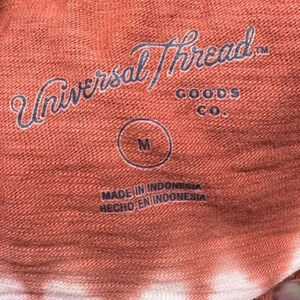 Universal Thread™
GOODS
CO.
M
MADE IN INDONESIA
HECHO EN INDONESIA